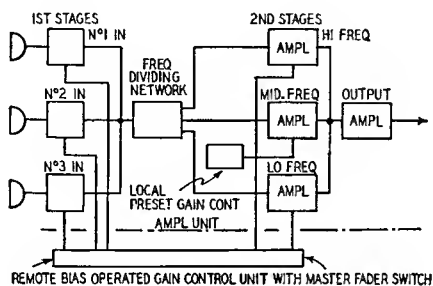 1ST STAGES
2ND STAGES
Nº1 IN
HI FREQ
AMPL
FREQ
DIVIDING
NETWORK
Nº2 IN
MID. FREQ
OUTPUT
AMPL
AMPL
Nº3 IN
LO FREQ
AMPL
LOCAL
PRESET GAIN CONT
AMPL UNIT
REMOTE BIAS OPERATED GAIN CONTROL UNIT WITH MASTER FADER SWITCH